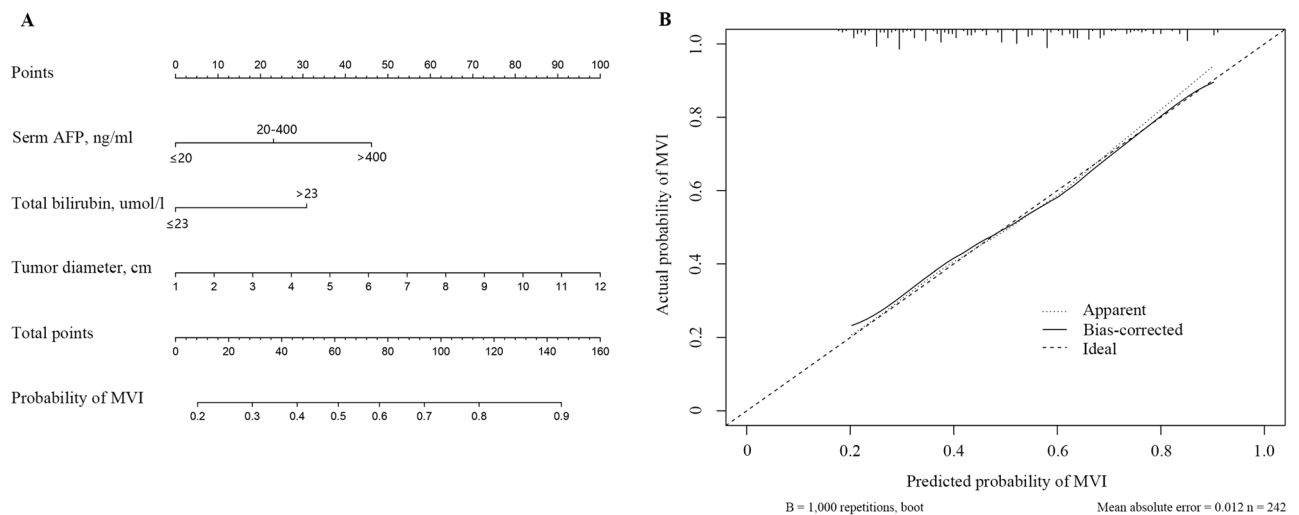 A
Points
0 10 20 30 40 50 60 70 80 90 100
Serm AFP, ng/ml
20-400
≤20 >400
Total bilirubin, umol/l
>23
≤23
Tumor diameter, cm
1 2 3 4 5 6 7 8 9 10 11 12
Total points
0 20 40 60 80 100 120 140 160
Probability of MVI
0.2 0.3 0.4 0.5 0.6 0.7 0.8 0.9
B
Actual probability of MVI
1.0
0.8
0.6
0.4
0.2
0
Apparent
Bias-corrected
Ideal
0 0.2 0.4 0.6 0.8 1.0
Predicted probability of MVI
B = 1,000 repetitions, boot
Mean absolute error = 0.012 n = 242